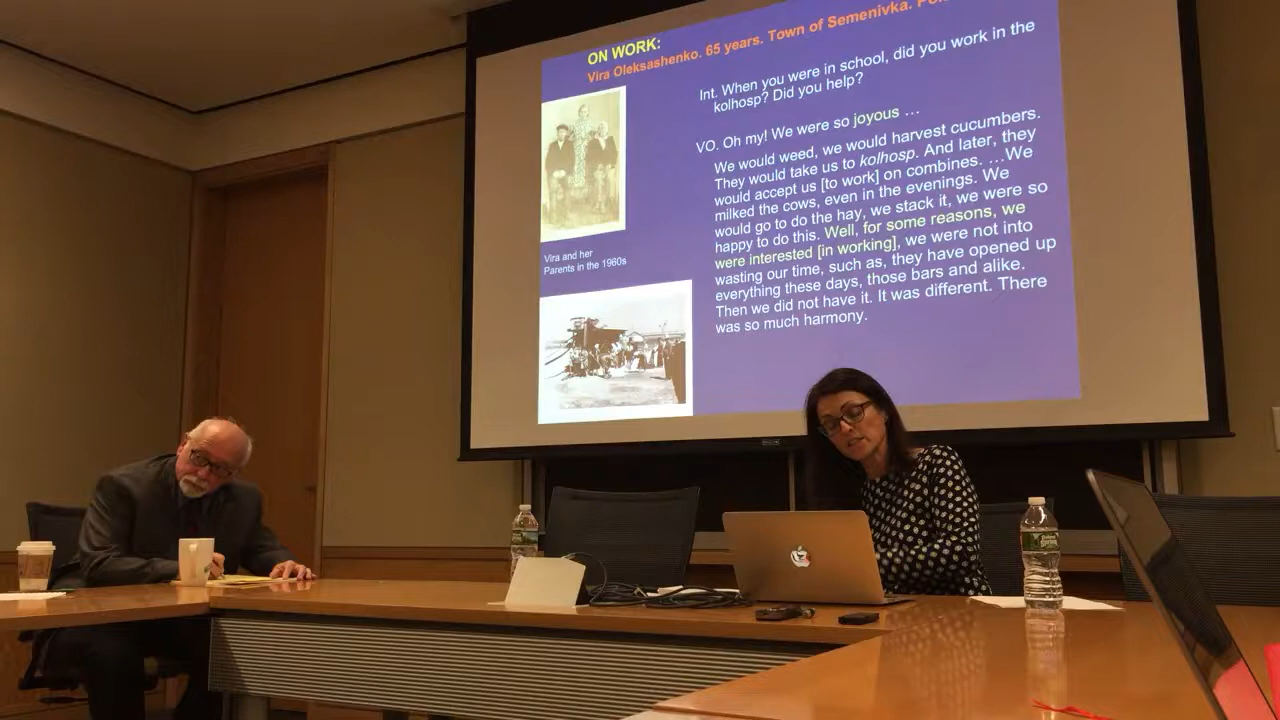 ON WORK:
Vira Oleksashenko. 65 years. Town of Semenivka.
Int. When you were in school, did you work in the
kolhosp? Did you help?
VO. Oh my! We were so joyous …
We would weed, we would harvest cucumbers.
They would take us to kolhosp. And later, they
would accept us [to work] on combines. …We
milked the cows, even in the evenings. We
would go to do the hay, we stack it, we were so
happy to do this. Well, for some reasons, we
were interested [in working], we were not into
wasting our time, such as, they have opened up
everything these days, those bars and alike.
Then we did not have it. It was different. There
was so much harmony.
Vira and her
Parents in the 1960s